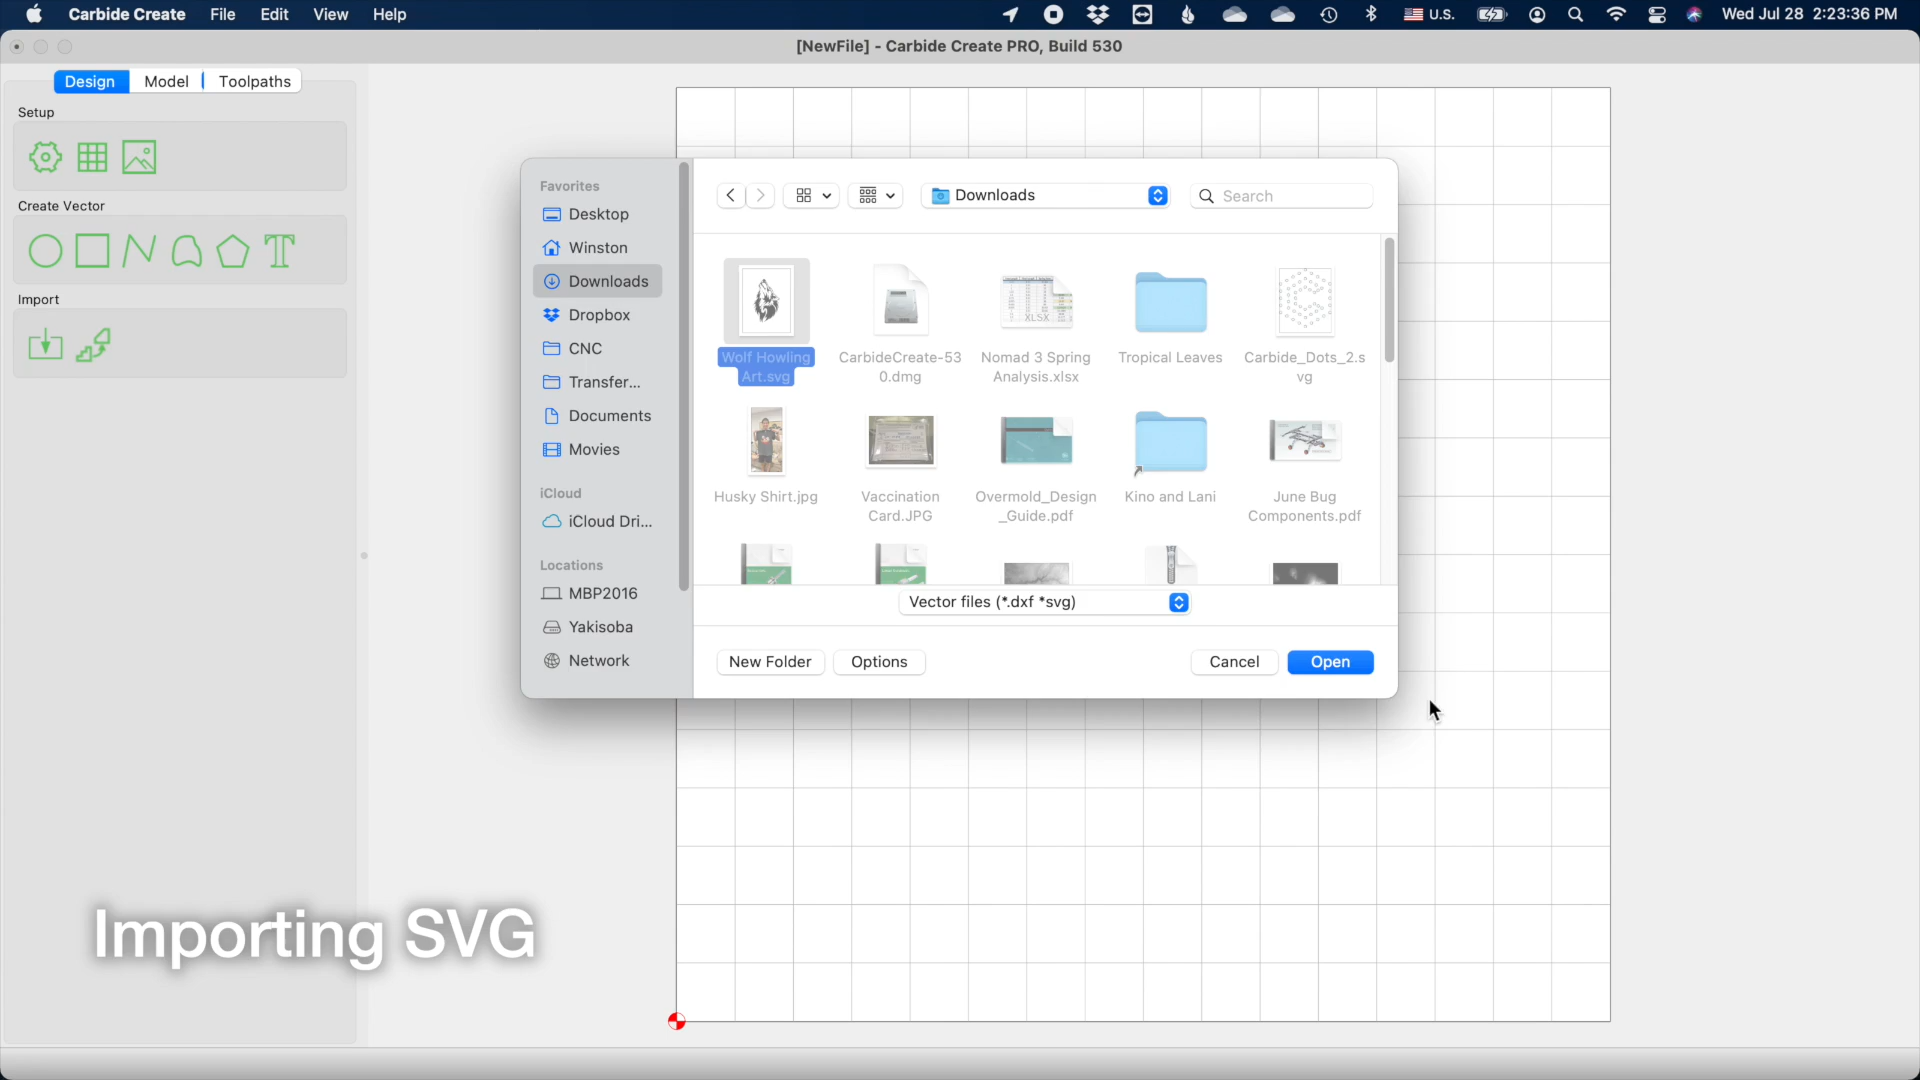 Carbide Create File Edit View Help
U.S. Wed Jul 28 2:23:36 PM
[NewFile] - Carbide Create PRO, Build 530
Design Model Toolpaths
Setup
Create Vector
Import
Favorites
Desktop
Winston
Downloads
Dropbox
CNC
Transfer...
Documents
Movies
iCloud
iCloud Dri...
Locations
MBP2016
Yakisoba
Network
Downloads
Search
XLSX
Wolf Howling
Art.svg
CarbideCreate-53
0.dmg
Nomad 3 Spring
Analysis.xlsx
Tropical Leaves
Carbide_Dots_2.s
vg
Husky Shirt.jpg
Vaccination
Card.JPG
Overmold_Design
_Guide.pdf
Kino and Lani
June Bug
Components.pdf
Vector files (*.dxf *svg)
New Folder Options Cancel Open
Importing SVG